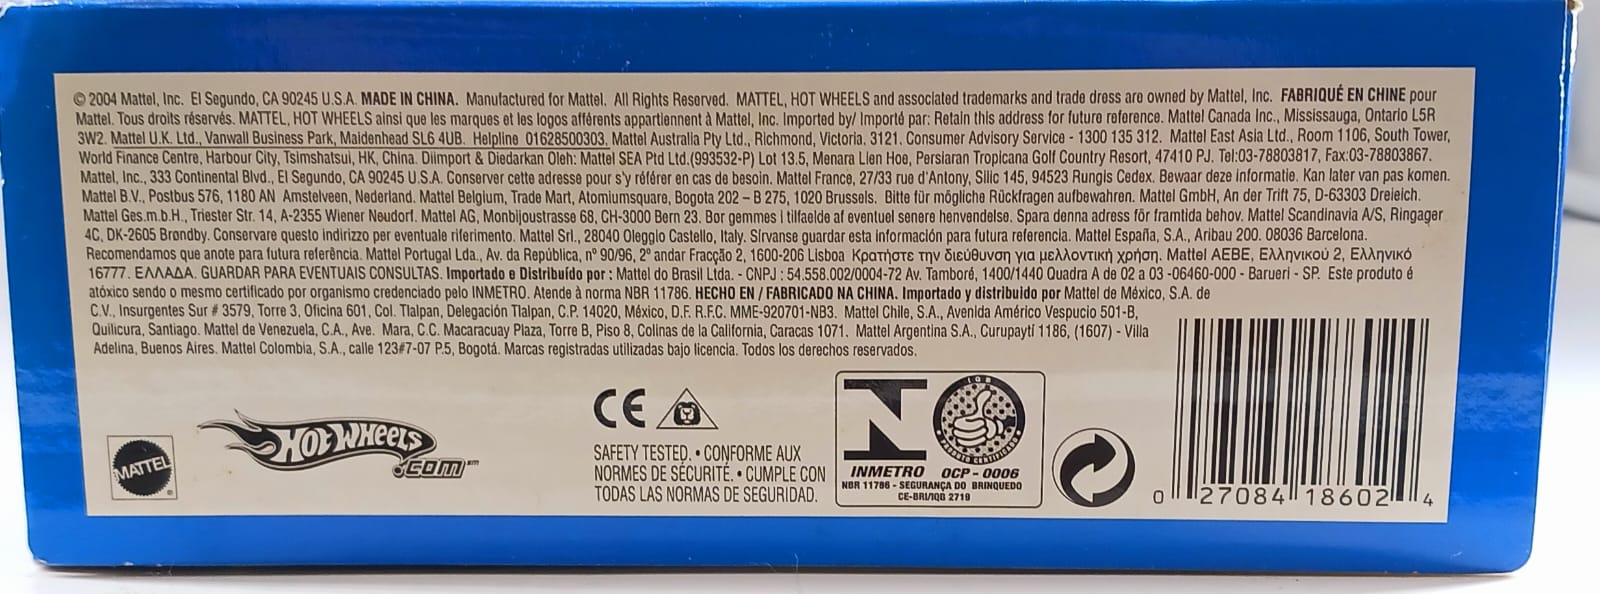 © 2004 Mattel, Inc. El Segundo, CA 90245 U.S.A. MADE IN CHINA. Manufactured for Mattel. All Rights Reserved. MATTEL, HOT WHEELS and associated trademarks and trade dress are owned by Mattel, Inc. FABRIQUÉ EN CHINE pour
Mattel. Tous droits réservés. MATTEL, HOT WHEELS ainsi que les marques et les logos afférents appartiennent à Mattel, Inc. Imported by/ Importé par: Retain this address for future reference. Mattel Canada Inc., Mississauga, Ontario L5R
3W2. Mattel U.K. Ltd., Vanwall Business Park, Maidenhead SL6 4UB. Helpline 01628500303. Mattel Australia Pty Ltd., Richmond, Victoria. 3121. Consumer Advisory Service - 1300 135 312. Mattel East Asia Ltd., Room 1106, South Tower,
World Finance Centre, Harbour City, Tsimshatsui, HK, China. Diimport & Diedarkan Oleh: Mattel SEA Ptd Ltd.(993532-P) Lot 13.5, Menara Lien Hoe, Persiaran Tropicana Golf Country Resort, 47410 PJ. Tel:03-78803817, Fax:03-78803867.
Mattel, Inc., 333 Continental Blvd., El Segundo, CA 90245 U.S.A. Conserver cette adresse pour s'y référer en cas de besoin. Mattel France, 27/33 rue d'Antony, Silic 145, 94523 Rungis Cedex. Bewaar deze informatie. Kan later van pas komen.
Mattel B.V., Postbus 576, 1180 AN Amstelveen, Nederland. Mattel Belgium, Trade Mart, Atomiumsquare, Bogota 202 – B 275, 1020 Brussels. Bitte für mögliche Rückfragen aufbewahren. Mattel GmbH, An der Trift 75, D-63303 Dreieich.
Mattel Ges.m.b.H., Triester Str. 14, A-2355 Wiener Neudorf. Mattel AG, Monbijoustrasse 68, CH-3000 Bern 23. Bør gemmes i tilfælde af eventuel senere henvendelse. Spara denna adress för framtida behov. Mattel Scandinavia A/S, Ringager
4C, DK-2605 Brøndby. Conservare questo indirizzo per eventuale riferimento. Mattel Srl., 28040 Oleggio Castello, Italy. Sírvanse guardar esta información para futura referencia. Mattel España, S.A., Aribau 200. 08036 Barcelona.
Recomendamos que anote para futura referência. Mattel Portugal Lda., Av. da República, nº 90/96, 2º andar Fracção 2, 1600-206 Lisboa Κρατήστε την διεύθυνση για μελλοντική χρήση. Mattel AEBE, Ελληνικού 2, Ελληνικό
16777. ΕΛΛΑΔΑ. GUARDAR PARA EVENTUAIS CONSULTAS. Importado e Distribuído por : Mattel do Brasil Ltda. - CNPJ : 54.558.002/0004-72 Av. Tamboré, 1400/1440 Quadra A de 02 a 03 -06460-000 - Barueri - SP. Este produto é
atóxico sendo o mesmo certificado por organismo credenciado pelo INMETRO. Atende à norma NBR 11786. HECHO EN / FABRICADO NA CHINA. Importado y distribuido por Mattel de México, S.A. de
C.V., Insurgentes Sur # 3579, Torre 3, Oficina 601, Col. Tlalpan, Delegación Tlalpan, C.P. 14020, México, D.F. R.F.C. MME-920701-NB3. Mattel Chile, S.A., Avenida Américo Vespucio 501-B,
Quilicura, Santiago. Mattel de Venezuela, C.A., Ave. Mara, C.C. Macaracuay Plaza, Torre B, Piso 8, Colinas de la California, Caracas 1071. Mattel Argentina S.A., Curupaytí 1186, (1607) - Villa
Adelina, Buenos Aires. Mattel Colombia, S.A., calle 123#7-07 P.5, Bogotá. Marcas registradas utilizadas bajo licencia. Todos los derechos reservados.
MATTEL ®
HOT WHEELS .COM℠
CE
SAFETY TESTED. • CONFORME AUX
NORMES DE SÉCURITÉ. • CUMPLE CON
TODAS LAS NORMAS DE SEGURIDAD.
IQB
PRODUTO CERTIFICADO
INMETRO OCP - 0006
NBR 11786 - SEGURANÇA DO BRINQUEDO
CE-BRI/IQB 2719
0 27084 18602 4